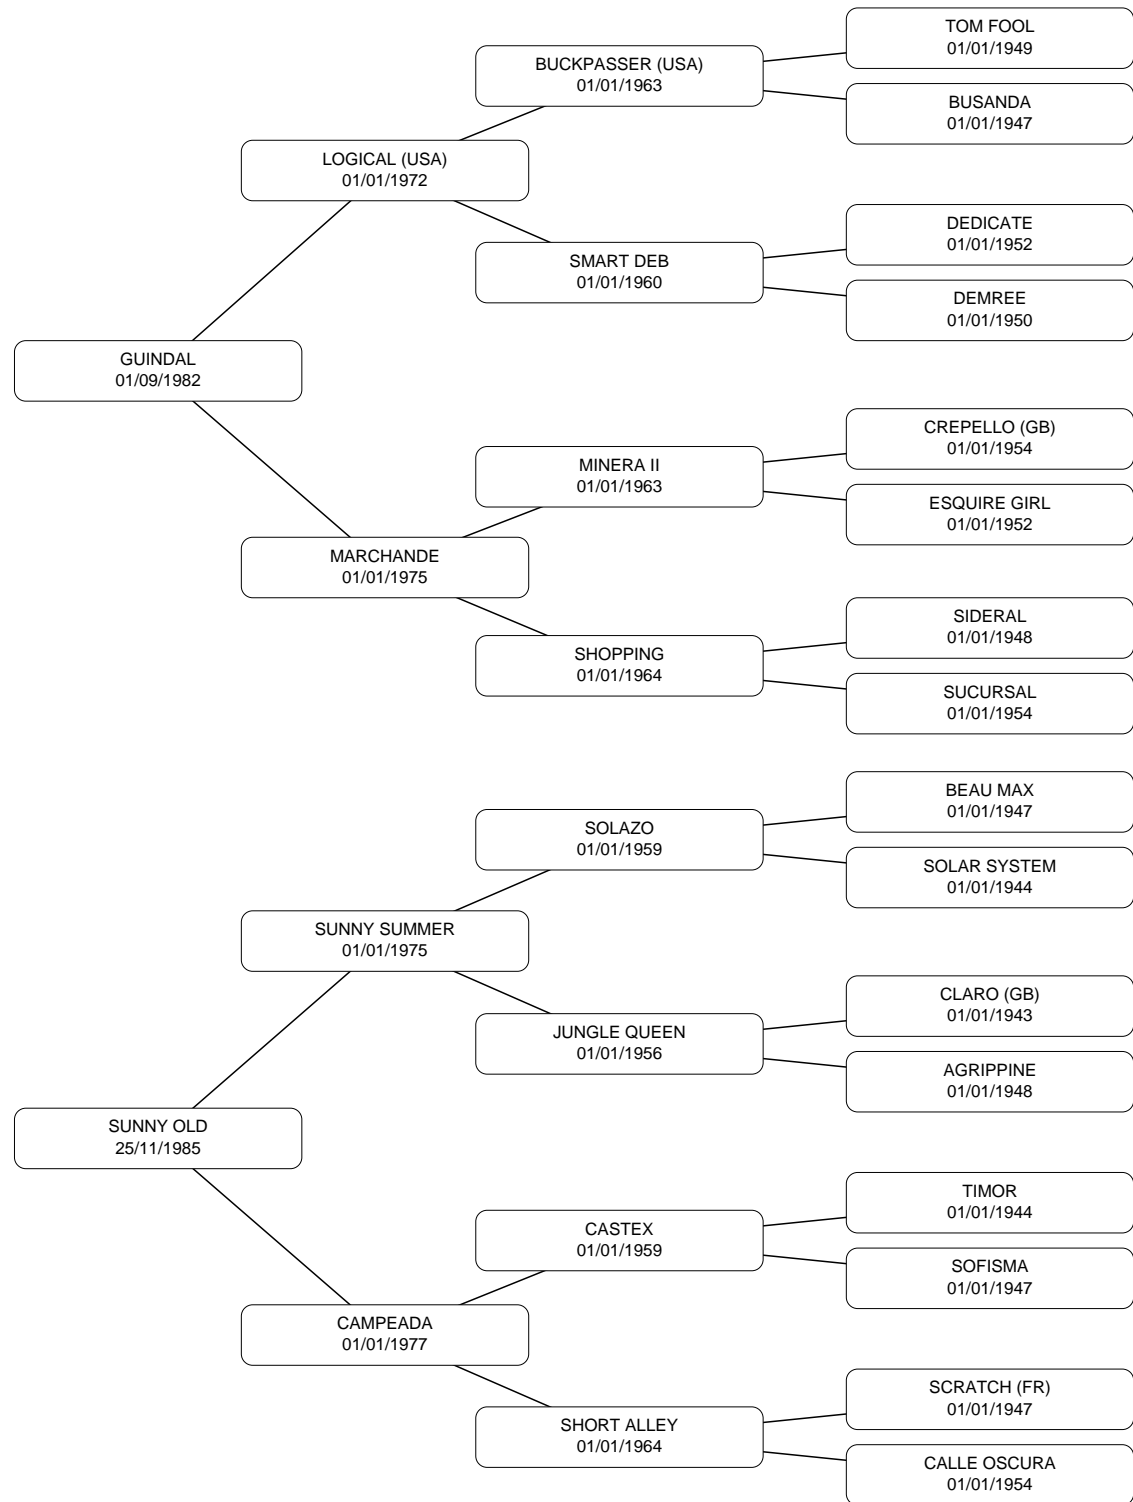 TOM FOOL
01/01/1949
BUCKPASSER (USA)
01/01/1963
BUSANDA
01/01/1947
LOGICAL (USA)
01/01/1972
DEDICATE
01/01/1952
SMART DEB
01/01/1960
DEMREE
01/01/1950
GUINDAL
01/09/1982
CREPELLO (GB)
01/01/1954
MINERA II
01/01/1963
ESQUIRE GIRL
01/01/1952
MARCHANDE
01/01/1975
SIDERAL
01/01/1948
SHOPPING
01/01/1964
SUCURSAL
01/01/1954
BEAU MAX
01/01/1947
SOLAZO
01/01/1959
SOLAR SYSTEM
01/01/1944
SUNNY SUMMER
01/01/1975
CLARO (GB)
01/01/1943
JUNGLE QUEEN
01/01/1956
AGRIPPINE
01/01/1948
SUNNY OLD
25/11/1985
TIMOR
01/01/1944
CASTEX
01/01/1959
SOFISMA
01/01/1947
CAMPEADA
01/01/1977
SCRATCH (FR)
01/01/1947
SHORT ALLEY
01/01/1964
CALLE OSCURA
01/01/1954